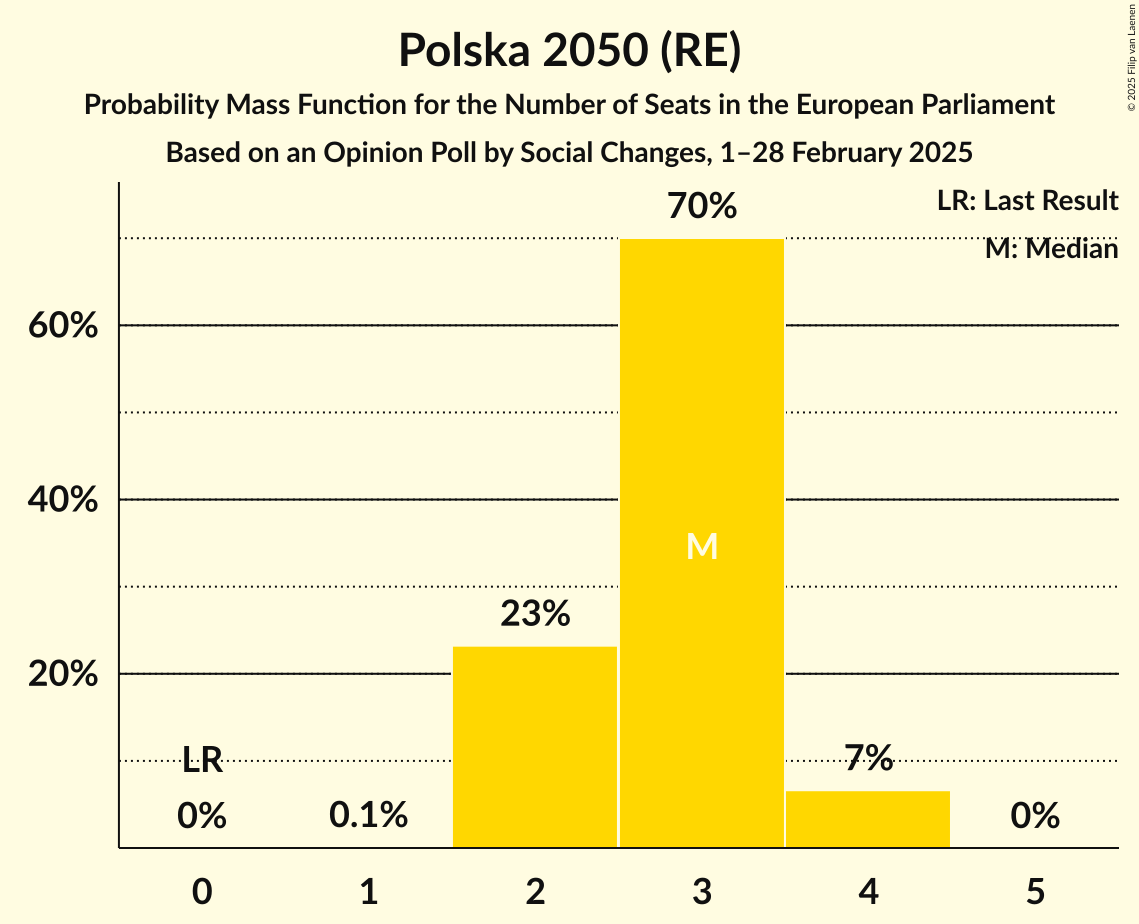 Polska 2050 (RE)
Probability Mass Function for the Number of Seats in the European Parliament
Based on an Opinion Poll by Social Changes, 1–28 February 2025
© 2025 Filip van Laenen
LR: Last Result
M: Median
70%
60%
40%
20%
M
23%
LR
0%
0.1%
7%
0%
0 1 2 3 4 5